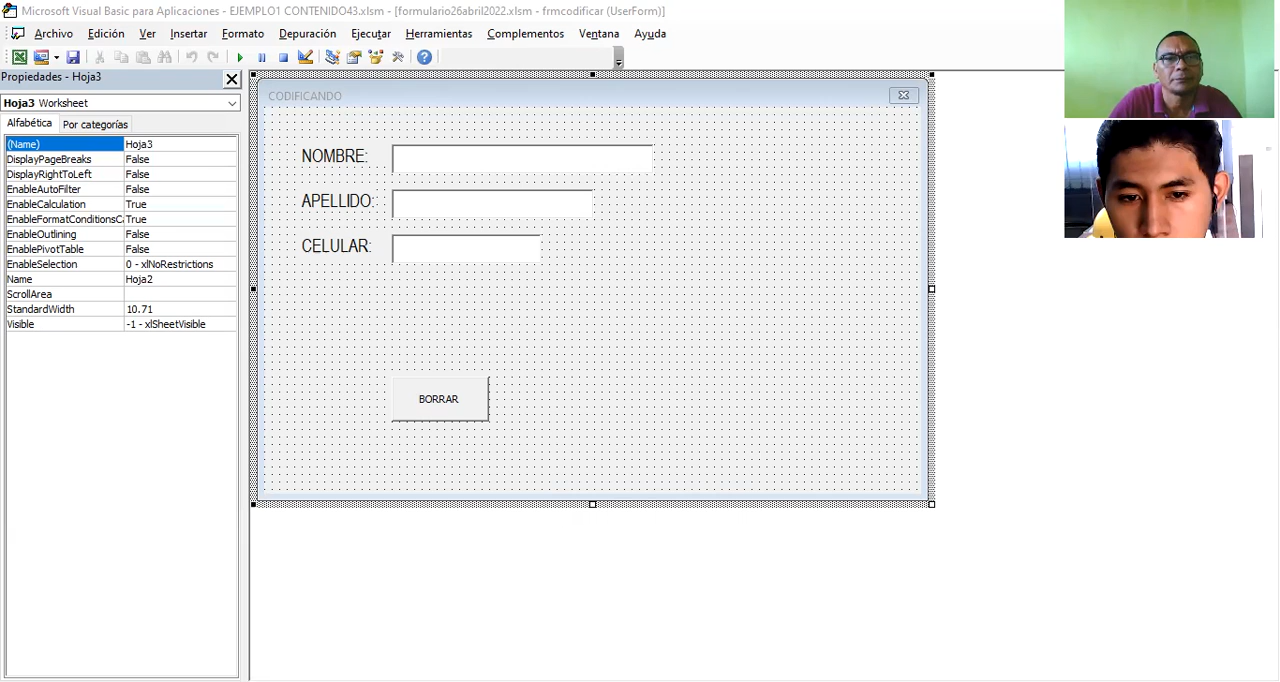 Microsoft Visual Basic para Aplicaciones - EJEMPLO1 CONTENIDO43.xlsm - [formulario26abril2022.xlsm - frmcodificar (UserForm)]
Archivo Edición Ver Insertar Formato Depuración Ejecutar Herramientas Complementos Ventana Ayuda
Propiedades - Hoja3
Hoja3 Worksheet
Alfabética Por categorías
(Name) Hoja3
DisplayPageBreaks False
DisplayRightToLeft False
EnableAutoFilter False
EnableCalculation True
EnableFormatConditionsCa True
EnableOutlining False
EnablePivotTable False
EnableSelection 0 - xlNoRestrictions
Name Hoja2
ScrollArea
StandardWidth 10.71
Visible -1 - xlSheetVisible
CODIFICANDO
NOMBRE:
APELLIDO:
CELULAR:
BORRAR